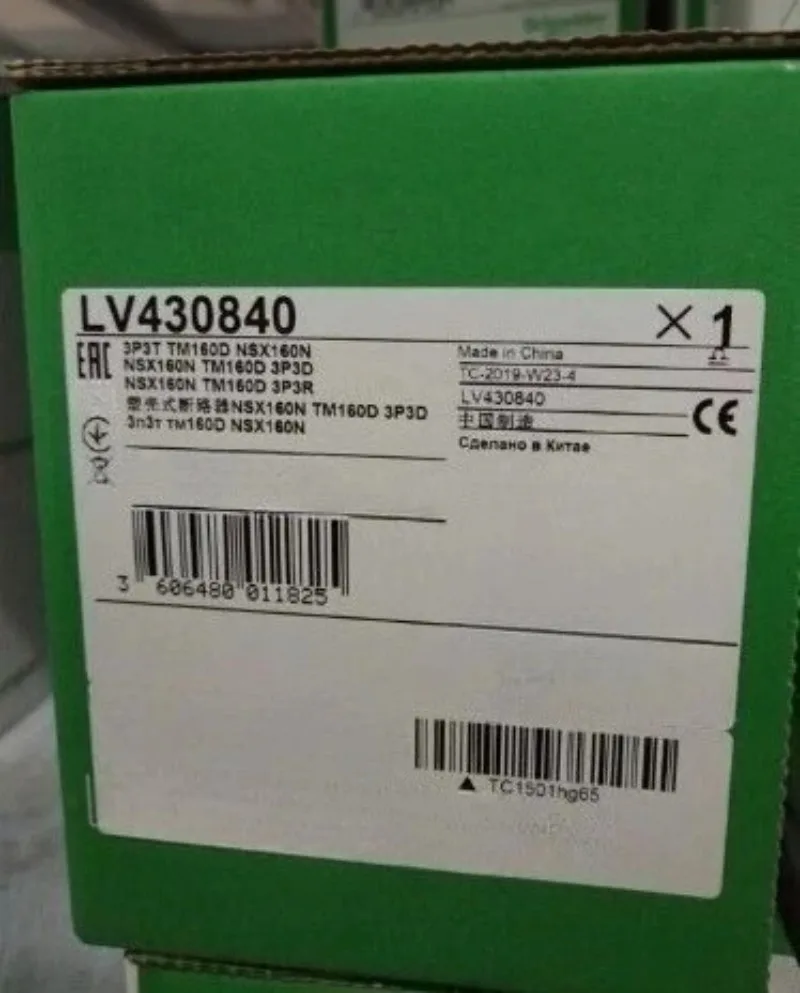 Schneider
LV430840
X 1
EAC
3P3T TM160D NSX160N
NSX160N TM160D 3P3D
NSX160N TM160D 3P3R
塑壳式断路器NSX160N TM160D 3P3D
3п3т тм160D NSX160N
Made in China
TC-2019-W23-4
LV430840
中国制造
Сделано в Китае
CE
3 606480 011825
TC1501hg65